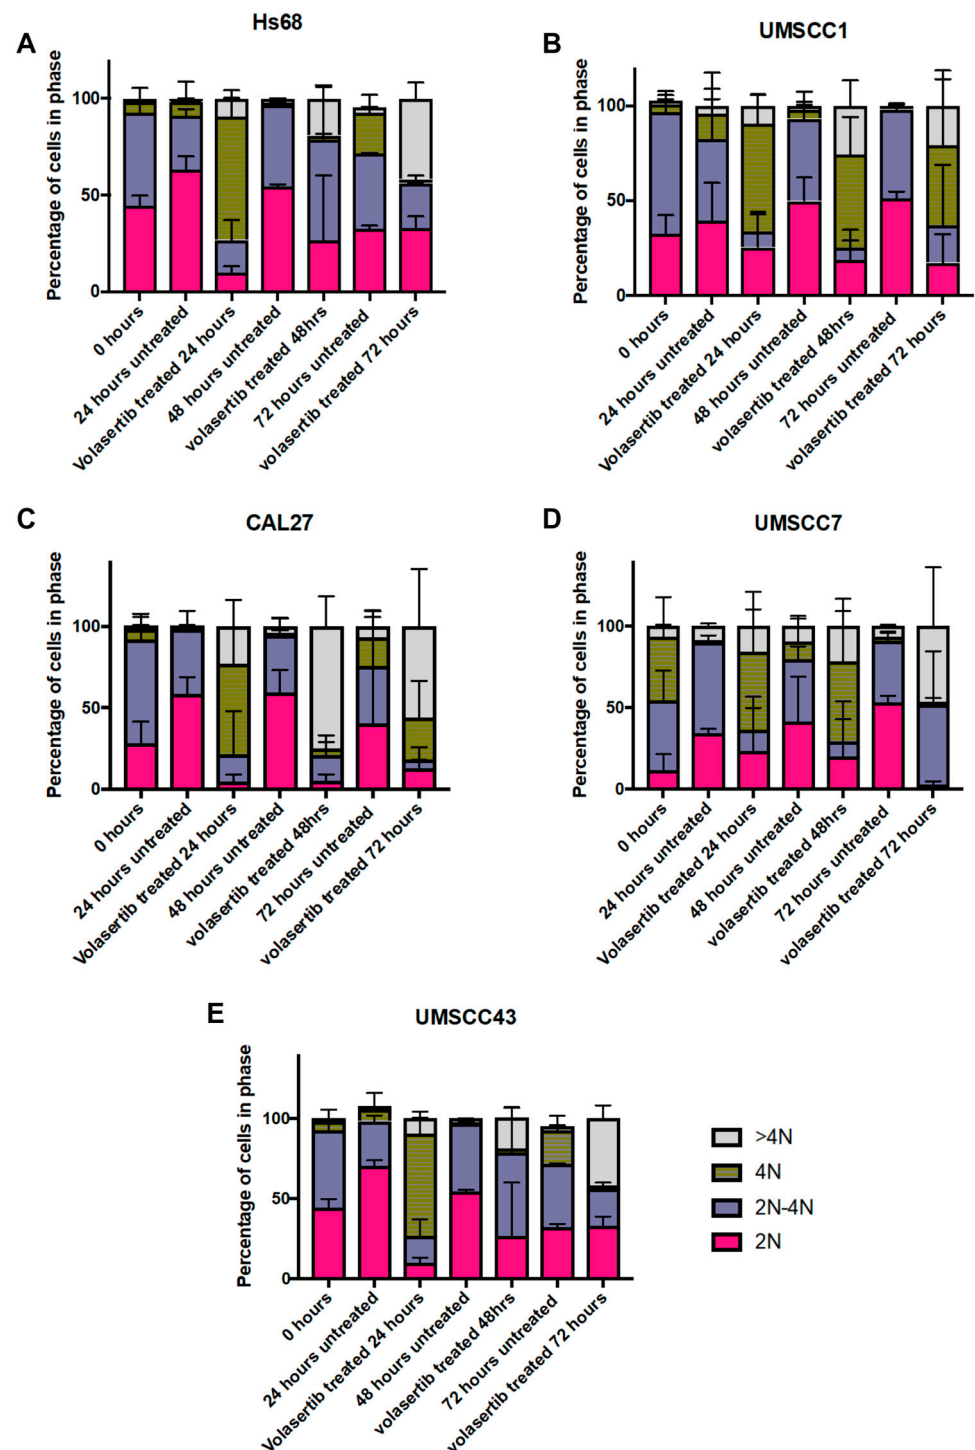 A
Hs68
Percentage of cells in phase
100
50
0
0 hours
24 hours untreated
Volasertib treated 24 hours
48 hours untreated
volasertib treated 48hrs
72 hours untreated
volasertib treated 72 hours
B
UMSCC1
Percentage of cells in phase
100
50
0
0 hours
24 hours untreated
Volasertib treated 24 hours
48 hours untreated
volasertib treated 48hrs
72 hours untreated
volasertib treated 72 hours
C
CAL27
Percentage of cells in phase
100
50
0
0 hours
24 hours untreated
Volasertib treated 24 hours
48 hours untreated
volasertib treated 48hrs
72 hours untreated
volasertib treated 72 hours
D
UMSCC7
Percentage of cells in phase
100
50
0
0 hours
24 hours untreated
Volasertib treated 24 hours
48 hours untreated
volasertib treated 48hrs
72 hours untreated
volasertib treated 72 hours
E
UMSCC43
Percentage of cells in phase
100
50
0
0 hours
24 hours untreated
Volasertib treated 24 hours
48 hours untreated
volasertib treated 48hrs
72 hours untreated
volasertib treated 72 hours
>4N
4N
2N-4N
2N